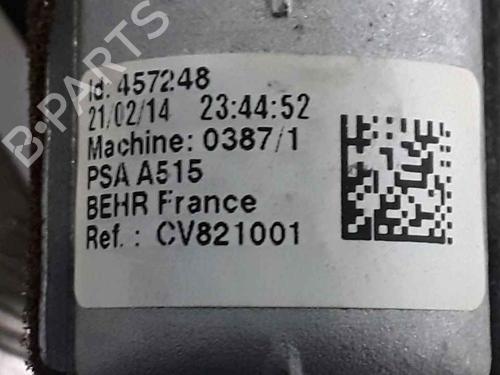 B-PARTS
Id: 457248
21/02/14 23:44:52
Machine: 0387/1
PSA A515
BEHR France
Ref. : CV821001